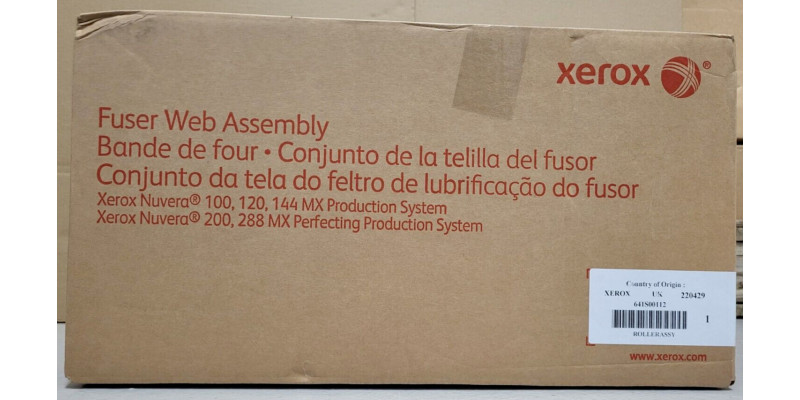 xerox ®
Fuser Web Assembly
Bande de four • Conjunto de la telilla del fusor
Conjunto da tela do feltro de lubrificação do fusor
Xerox Nuvera® 100, 120, 144 MX Production System
Xerox Nuvera® 200, 288 MX Perfecting Production System
Country of Origin :
XEROX UK 220429
641S00112
1
ROLLERASSY
www.xerox.com